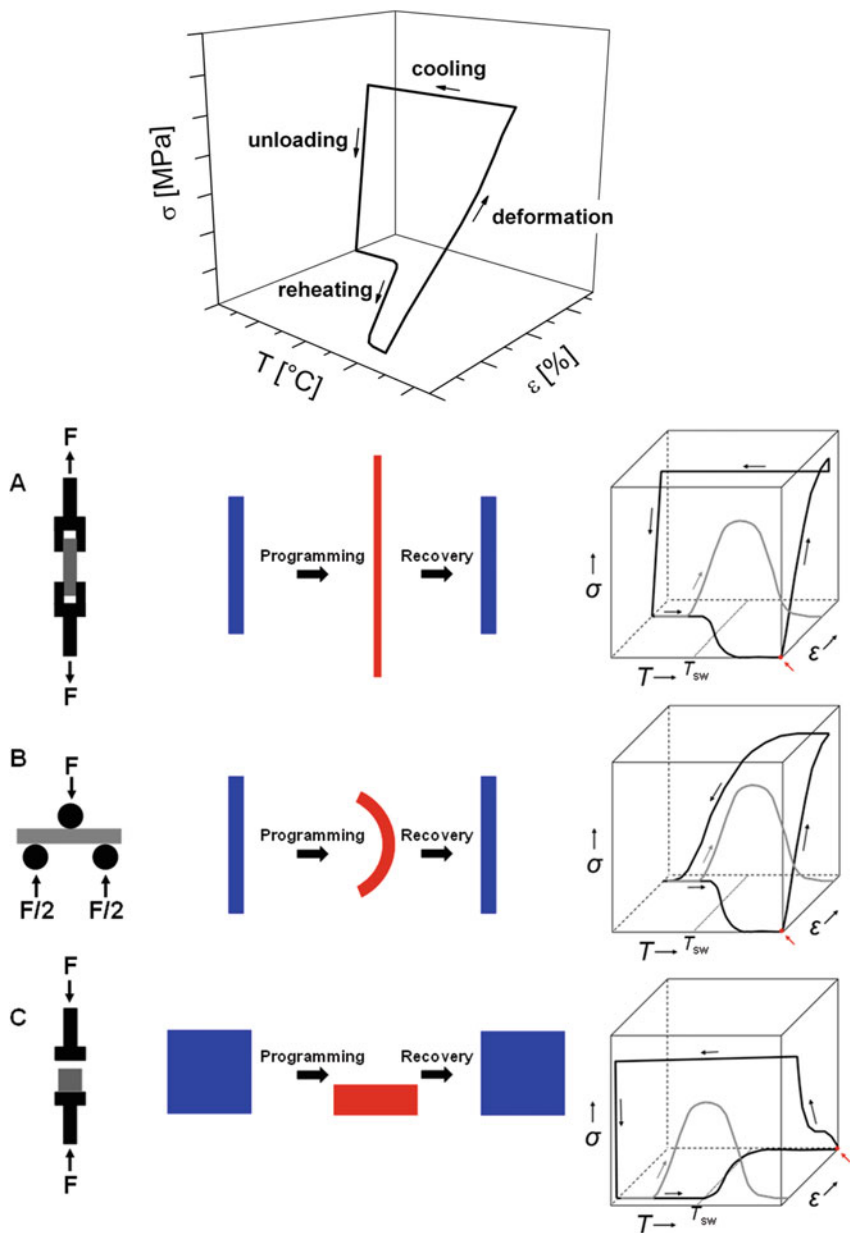 cooling
unloading
σ [MPa]
deformation
reheating
T [°C]
ε [%]
A
F
F
Programming
Recovery
σ
T
Tsw
ε
B
F
F/2
F/2
Programming
Recovery
σ
T
Tsw
ε
C
F
F
Programming
Recovery
σ
T
Tsw
ε